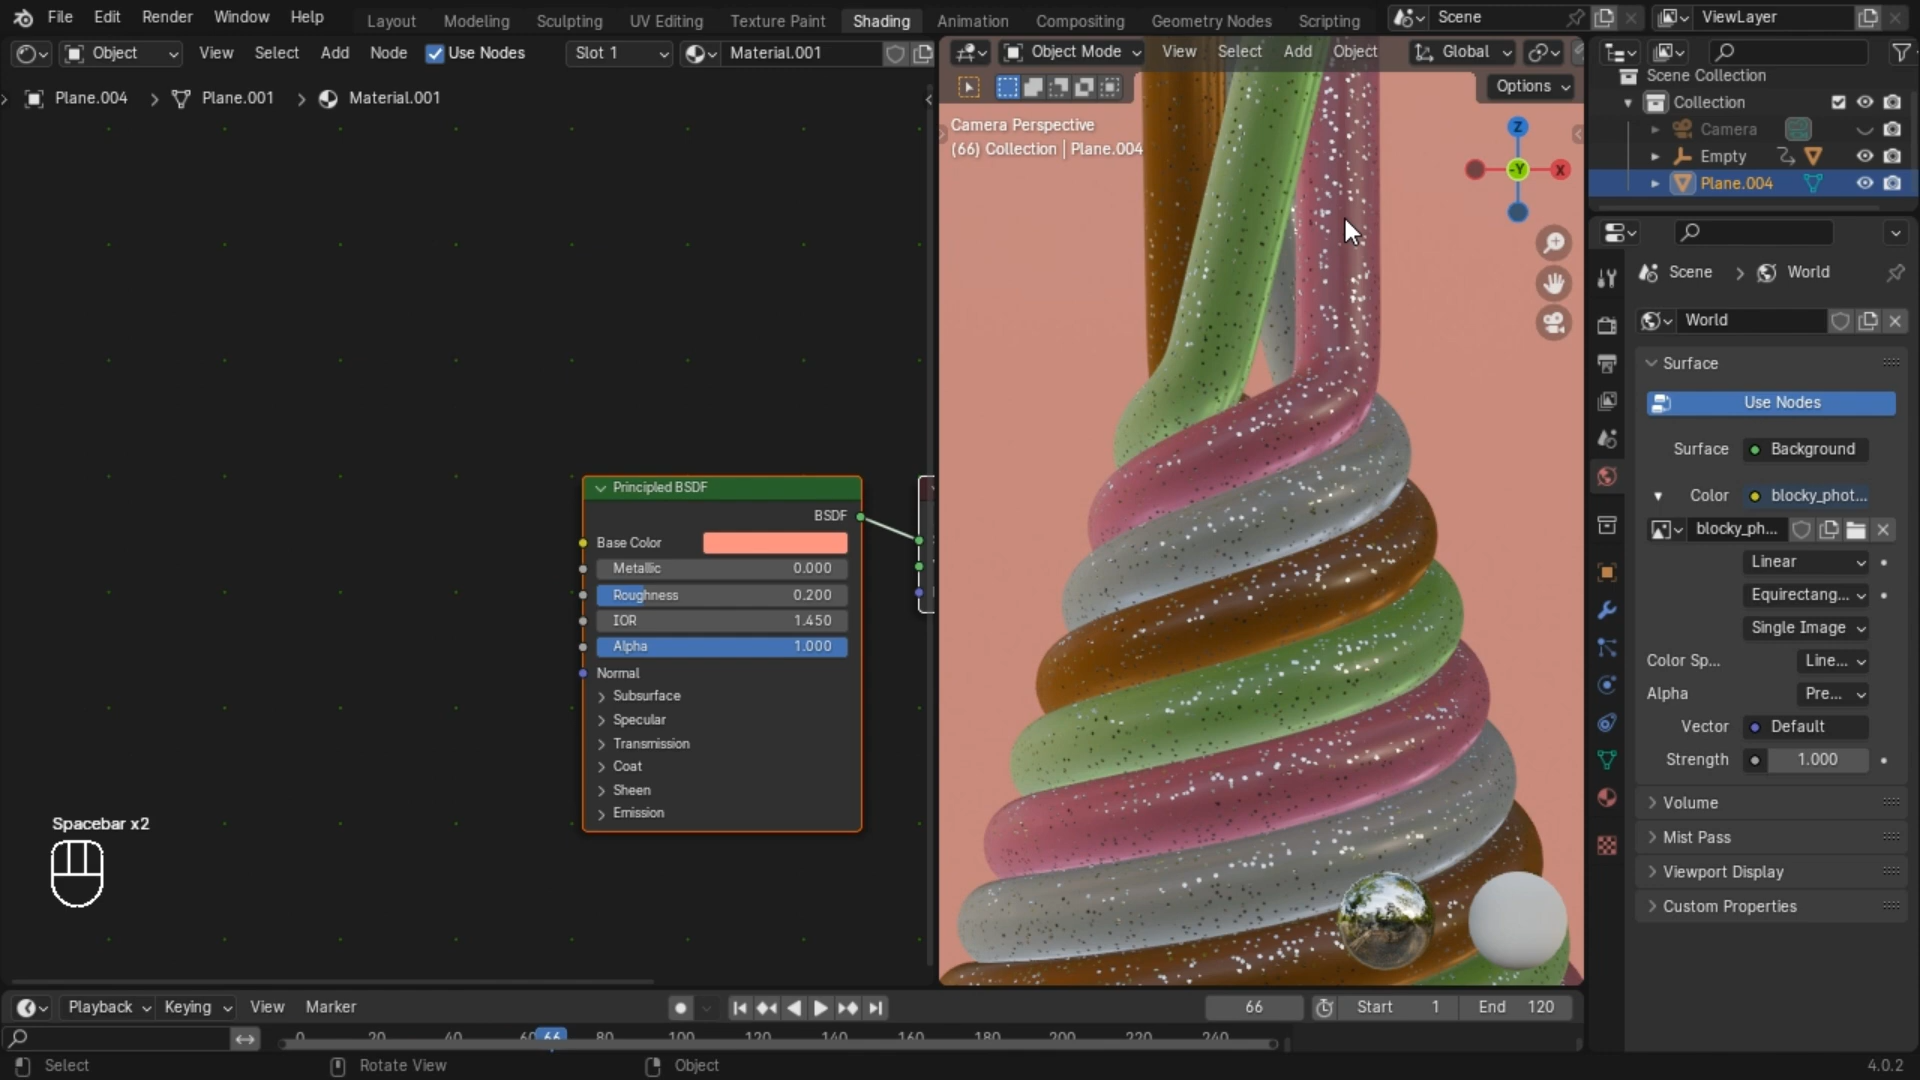 File Edit Render Window Help
Layout Modeling Sculpting UV Editing Texture Paint Shading Animation Compositing Geometry Nodes Scripting
Scene
ViewLayer
Object View Select Add Node Use Nodes Slot 1 Material.001
Object Mode View Select Add Object Global
Options
Plane.004 > Plane.001 > Material.001
Camera Perspective
(66) Collection | Plane.004
Z
-Y
X
Scene Collection
Collection
Camera
Empty
Plane.004
Principled BSDF
BSDF
Base Color
Metallic 0.000
Roughness 0.200
IOR 1.450
Alpha 1.000
Normal
Subsurface
Specular
Transmission
Coat
Sheen
Emission
Spacebar x2
Scene > World
World
Surface
Use Nodes
Surface Background
Color blocky_phot...
blocky_ph...
Linear
Equirectang...
Single Image
Color Sp... Line...
Alpha Pre...
Vector Default
Strength 1.000
Volume
Mist Pass
Viewport Display
Custom Properties
Playback Keying View Marker
66 Start 1 End 120
0 20 40 60 66 80 100 120 140 160 180 200 220 240
Select Rotate View Object
4.0.2